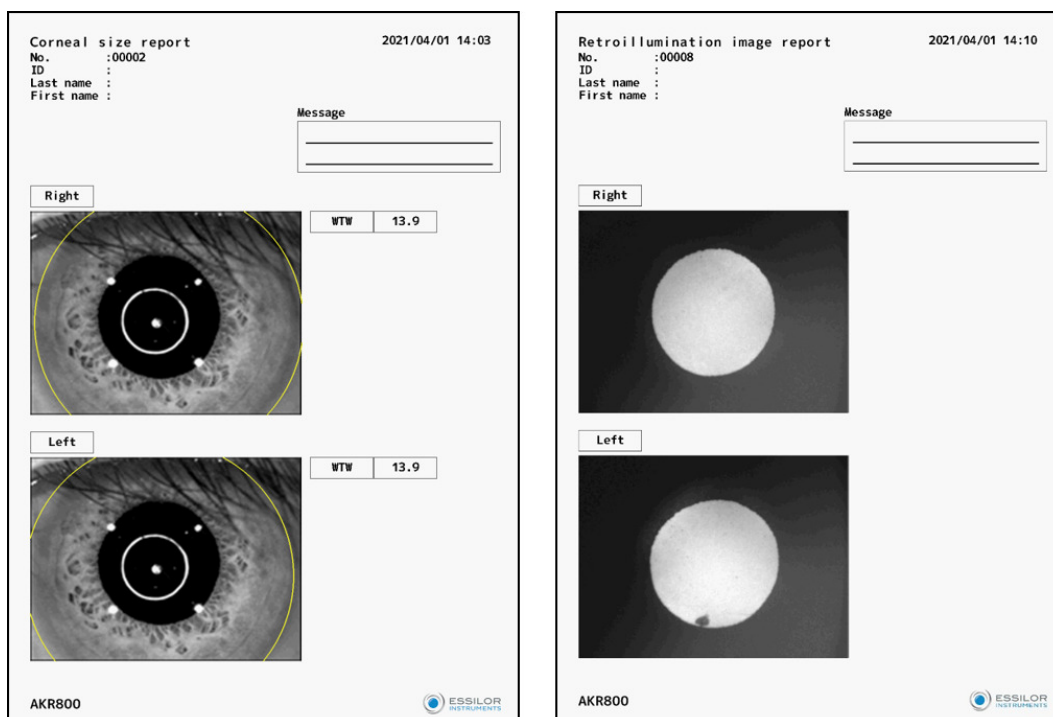 Corneal size report 2021/04/01 14:03
No. :00002
ID :
Last name :
First name :
Message
Right
WTW 13.9
Left
WTW 13.9
AKR800
ESSILOR
INSTRUMENTS
Retroillumination image report 2021/04/01 14:10
No. :00008
ID :
Last name :
First name :
Message
Right
Left
AKR800
ESSILOR
INSTRUMENTS